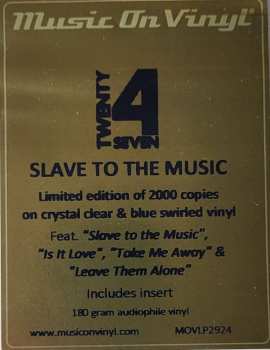 Music On Vinyl®
TWENTY 4 SEVEN
SLAVE TO THE MUSIC
Limited edition of 2000 copies
on crystal clear & blue swirled vinyl
Feat. "Slave to the Music",
"Is It Love", "Take Me Away" &
"Leave Them Alone"
Includes insert
180 gram audiophile vinyl
www.musiconvinyl.com MOVLP2924